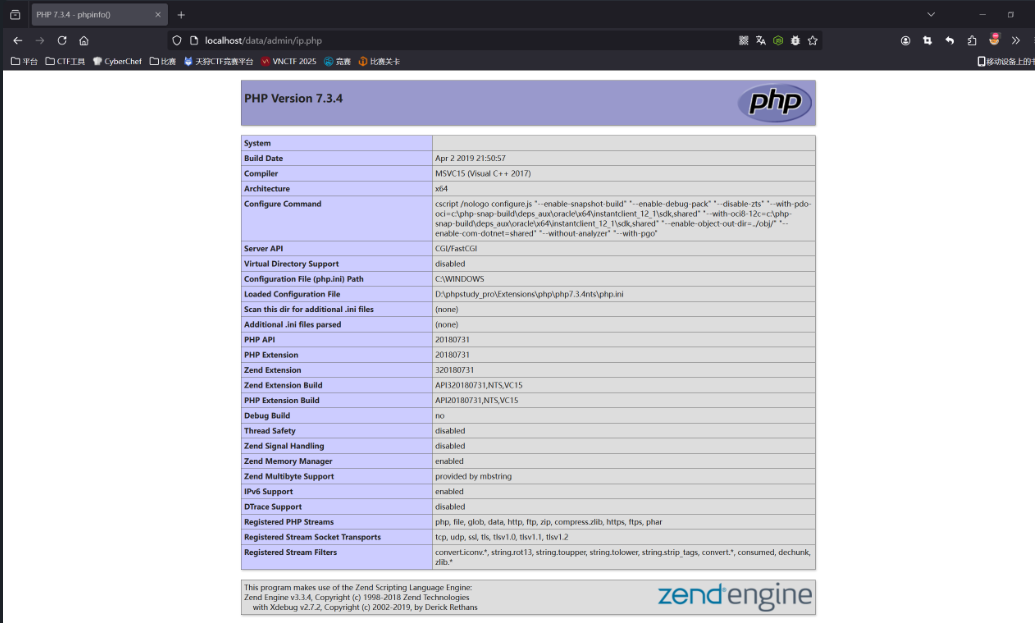 PHP 7.3.4 - phpinfo()
localhost/data/admin/ip.php
平台 CTF工具 CyberChef 比赛 天狩CTF竞赛平台 VNCTF 2025 竞赛 比赛关卡 移动设备上的
PHP Version 7.3.4
php
System
Build Date Apr 2 2019 21:50:57
Compiler MSVC15 (Visual C++ 2017)
Architecture x64
Configure Command cscript /nologo configure.js "--enable-snapshot-build" "--enable-debug-pack" "--disable-zts" "--with-pdo-
oci=c:\php-snap-build\deps_aux\oracle\x64\instantclient_12_1\sdk,shared" "--with-oci8-12c=c:\php-
snap-build\deps_aux\oracle\x64\instantclient_12_1\sdk,shared" "--enable-object-out-dir=../obj/" "--
enable-com-dotnet=shared" "--without-analyzer" "--with-pgo"
Server API CGI/FastCGI
Virtual Directory Support disabled
Configuration File (php.ini) Path C:\WINDOWS
Loaded Configuration File D:\phpstudy_pro\Extensions\php\php7.3.4nts\php.ini
Scan this dir for additional .ini files (none)
Additional .ini files parsed (none)
PHP API 20180731
PHP Extension 20180731
Zend Extension 320180731
Zend Extension Build API320180731,NTS,VC15
PHP Extension Build API20180731,NTS,VC15
Debug Build no
Thread Safety disabled
Zend Signal Handling disabled
Zend Memory Manager enabled
Zend Multibyte Support provided by mbstring
IPv6 Support enabled
DTrace Support disabled
Registered PHP Streams php, file, glob, data, http, ftp, zip, compress.zlib, https, ftps, phar
Registered Stream Socket Transports tcp, udp, ssl, tls, tlsv1.0, tlsv1.1, tlsv1.2
Registered Stream Filters convert.iconv.*, string.rot13, string.toupper, string.tolower, string.strip_tags, convert.*, consumed, dechunk,
zlib.*
This program makes use of the Zend Scripting Language Engine:
Zend Engine v3.3.4, Copyright (c) 1998-2018 Zend Technologies
with Xdebug v2.7.2, Copyright (c) 2002-2019, by Derick Rethans
zend engine